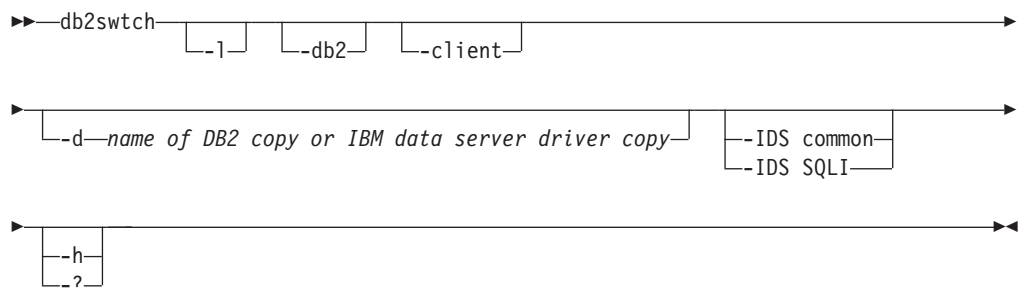 db2swtch
-l -db2 -client
-d name of DB2 copy or IBM data server driver copy -IDS common
-IDS SQLI
-h
-?